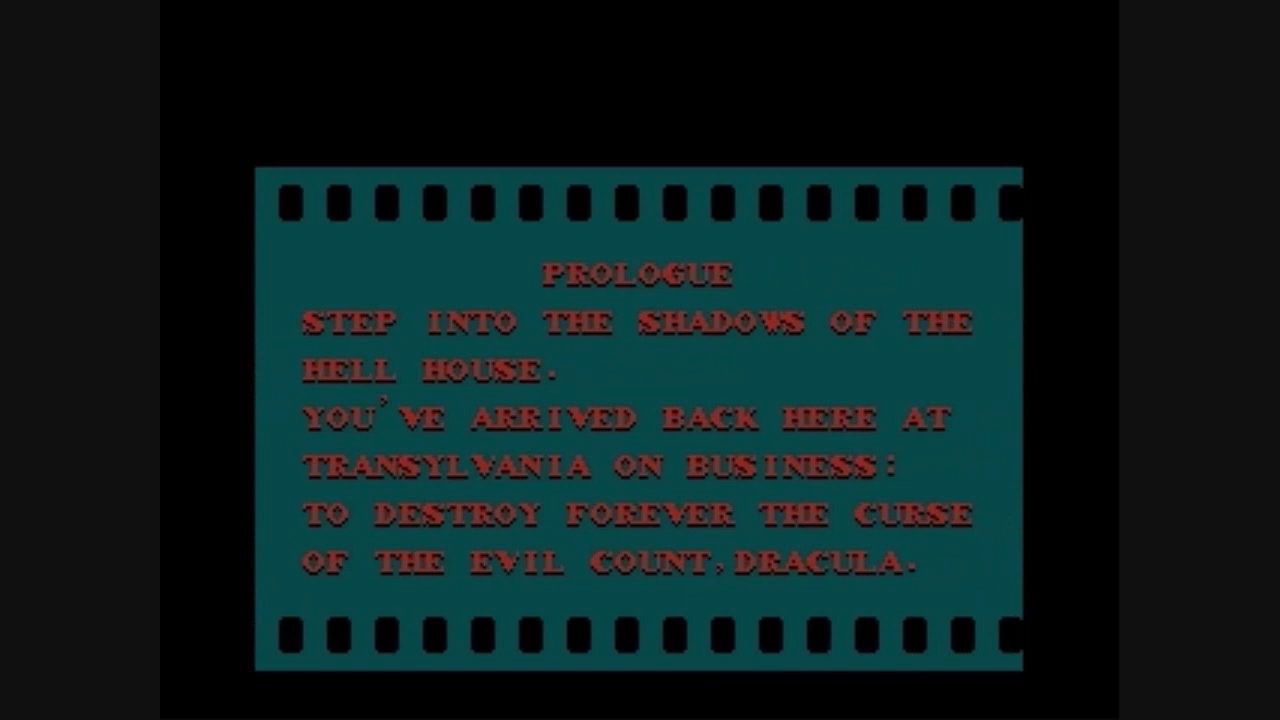 PROLOGUE
STEP INTO THE SHADOWS OF THE
HELL HOUSE.
YOU'VE ARRIVED BACK HERE AT
TRANSYLVANIA ON BUSINESS:
TO DESTROY FOREVER THE CURSE
OF THE EVIL COUNT,DRACULA.